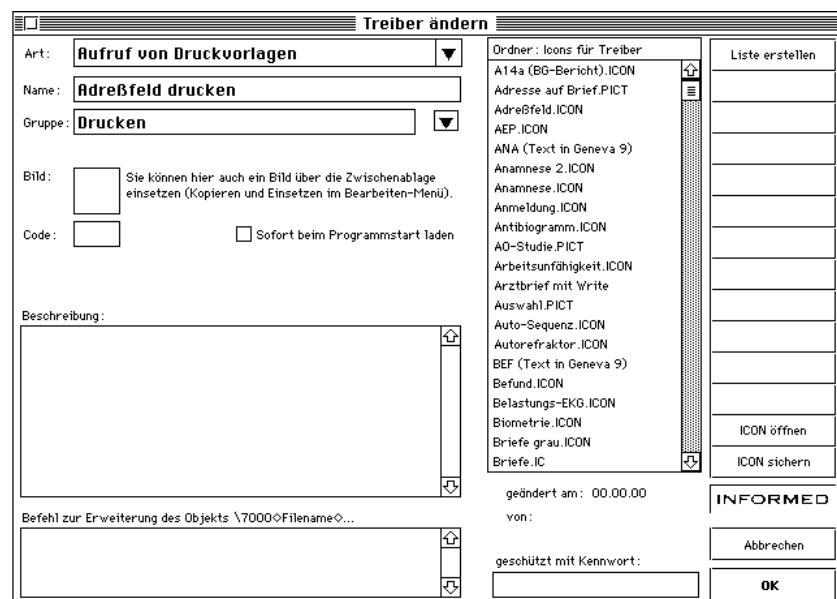 Treiber ändern
Art: Aufruf von Druckvorlagen
Name: Adreßfeld drucken
Gruppe: Drucken
Bild: Sie können hier auch ein Bild über die Zwischenablage
einsetzen (Kopieren und Einsetzen im Bearbeiten-Menü).
Code: Sofort beim Programmstart laden
Beschreibung:
Befehl zur Erweiterung des Objekts \7000◇Filename◇...
Ordner: Icons für Treiber
A14a (BG-Bericht).ICON
Adresse auf Brief.PICT
Adreßfeld.ICON
AEP.ICON
ANA (Text in Geneva 9)
Anamnese 2.ICON
Anamnese.ICON
Anmeldung.ICON
Antibiogramm.ICON
AO-Studie.PICT
Arbeitsunfähigkeit.ICON
Arztbrief mit Write
Auswahl.PICT
Auto-Sequenz.ICON
Autorefraktor.ICON
BEF (Text in Geneva 9)
Befund.ICON
Belastungs-EKG.ICON
Biometrie.ICON
Briefe grau.ICON
Briefe.IC
geändert am: 00.00.00
von:
geschützt mit Kennwort:
Liste erstellen
ICON öffnen
ICON sichern
INFORMED
Abbrechen
OK